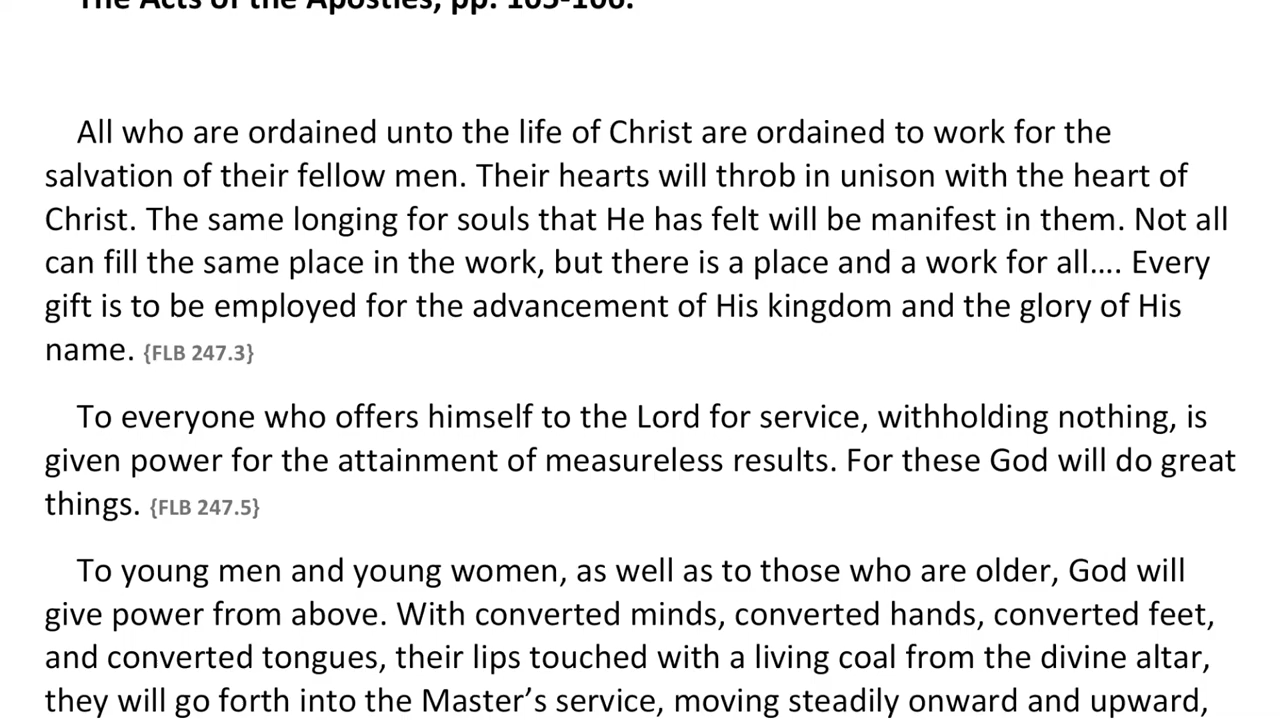 The Acts of the Apostles, pp. 105-106.
All who are ordained unto the life of Christ are ordained to work for the
salvation of their fellow men. Their hearts will throb in unison with the heart of
Christ. The same longing for souls that He has felt will be manifest in them. Not all
can fill the same place in the work, but there is a place and a work for all.... Every
gift is to be employed for the advancement of His kingdom and the glory of His
name. {FLB 247.3}
To everyone who offers himself to the Lord for service, withholding nothing, is
given power for the attainment of measureless results. For these God will do great
things. {FLB 247.5}
To young men and young women, as well as to those who are older, God will
give power from above. With converted minds, converted hands, converted feet,
and converted tongues, their lips touched with a living coal from the divine altar,
they will go forth into the Master’s service, moving steadily onward and upward,